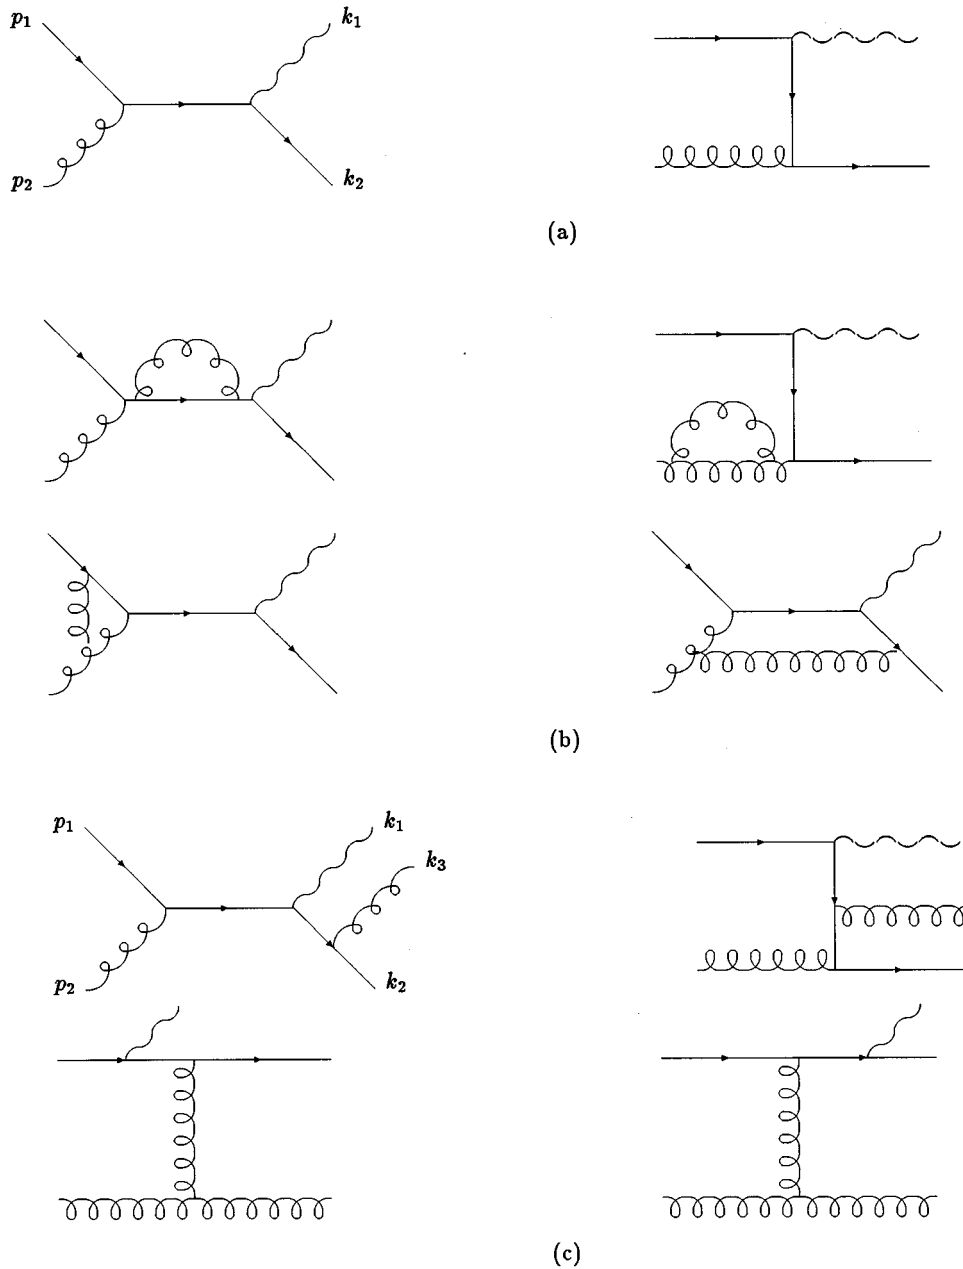 p₁ k₁
p₂ k₂
(a)
(b)
p₁ k₁
k₃
p₂ k₂
(c)